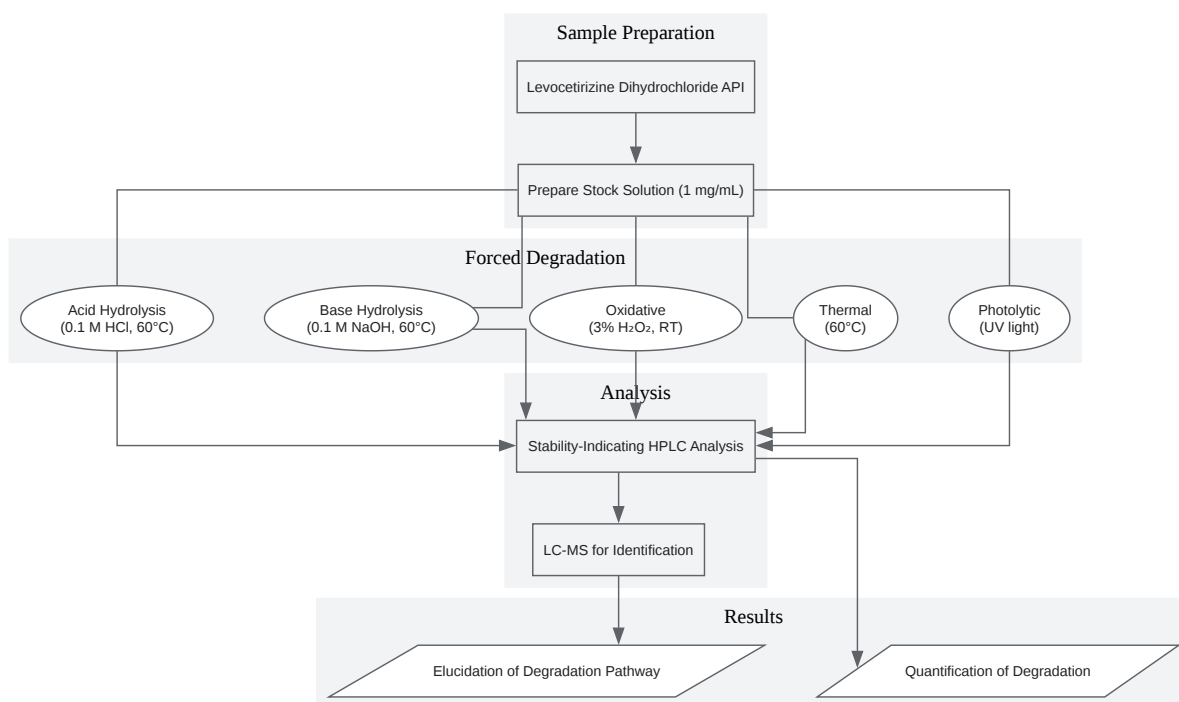 Sample Preparation
Levocetirizine Dihydrochloride API
Prepare Stock Solution (1 mg/mL)
Forced Degradation
Acid Hydrolysis
(0.1 M HCl, 60°C)
Base Hydrolysis
(0.1 M NaOH, 60°C)
Oxidative
(3% H₂O₂, RT)
Thermal
(60°C)
Photolytic
(UV light)
Analysis
Stability-Indicating HPLC Analysis
LC-MS for Identification
Results
Elucidation of Degradation Pathway
Quantification of Degradation